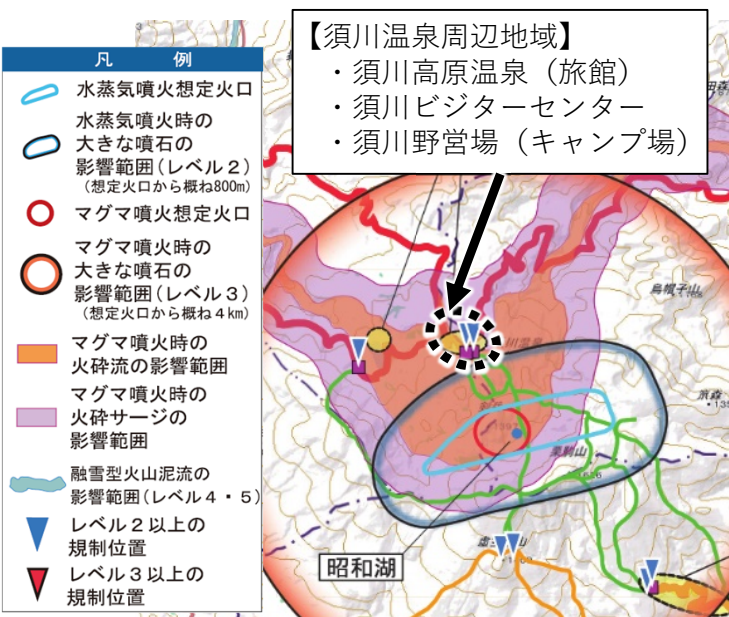 【須川温泉周辺地域】
・須川高原温泉（旅館）
・須川ビジターセンター
・須川野営場（キャンプ場）
凡 例
水蒸気噴火想定火口
水蒸気噴火時の
大きな噴石の
影響範囲（レベル２）
（想定火口から概ね800m）
マグマ噴火想定火口
マグマ噴火時の
大きな噴石の
影響範囲（レベル３）
（想定火口から概ね４km）
マグマ噴火時の
火砕流の影響範囲
マグマ噴火時の
火砕サージの
影響範囲
融雪型火山泥流の
影響範囲（レベル４・５）
レベル２以上の
規制位置
レベル３以上の
規制位置
烏帽子山
栗駒山
昭和湖